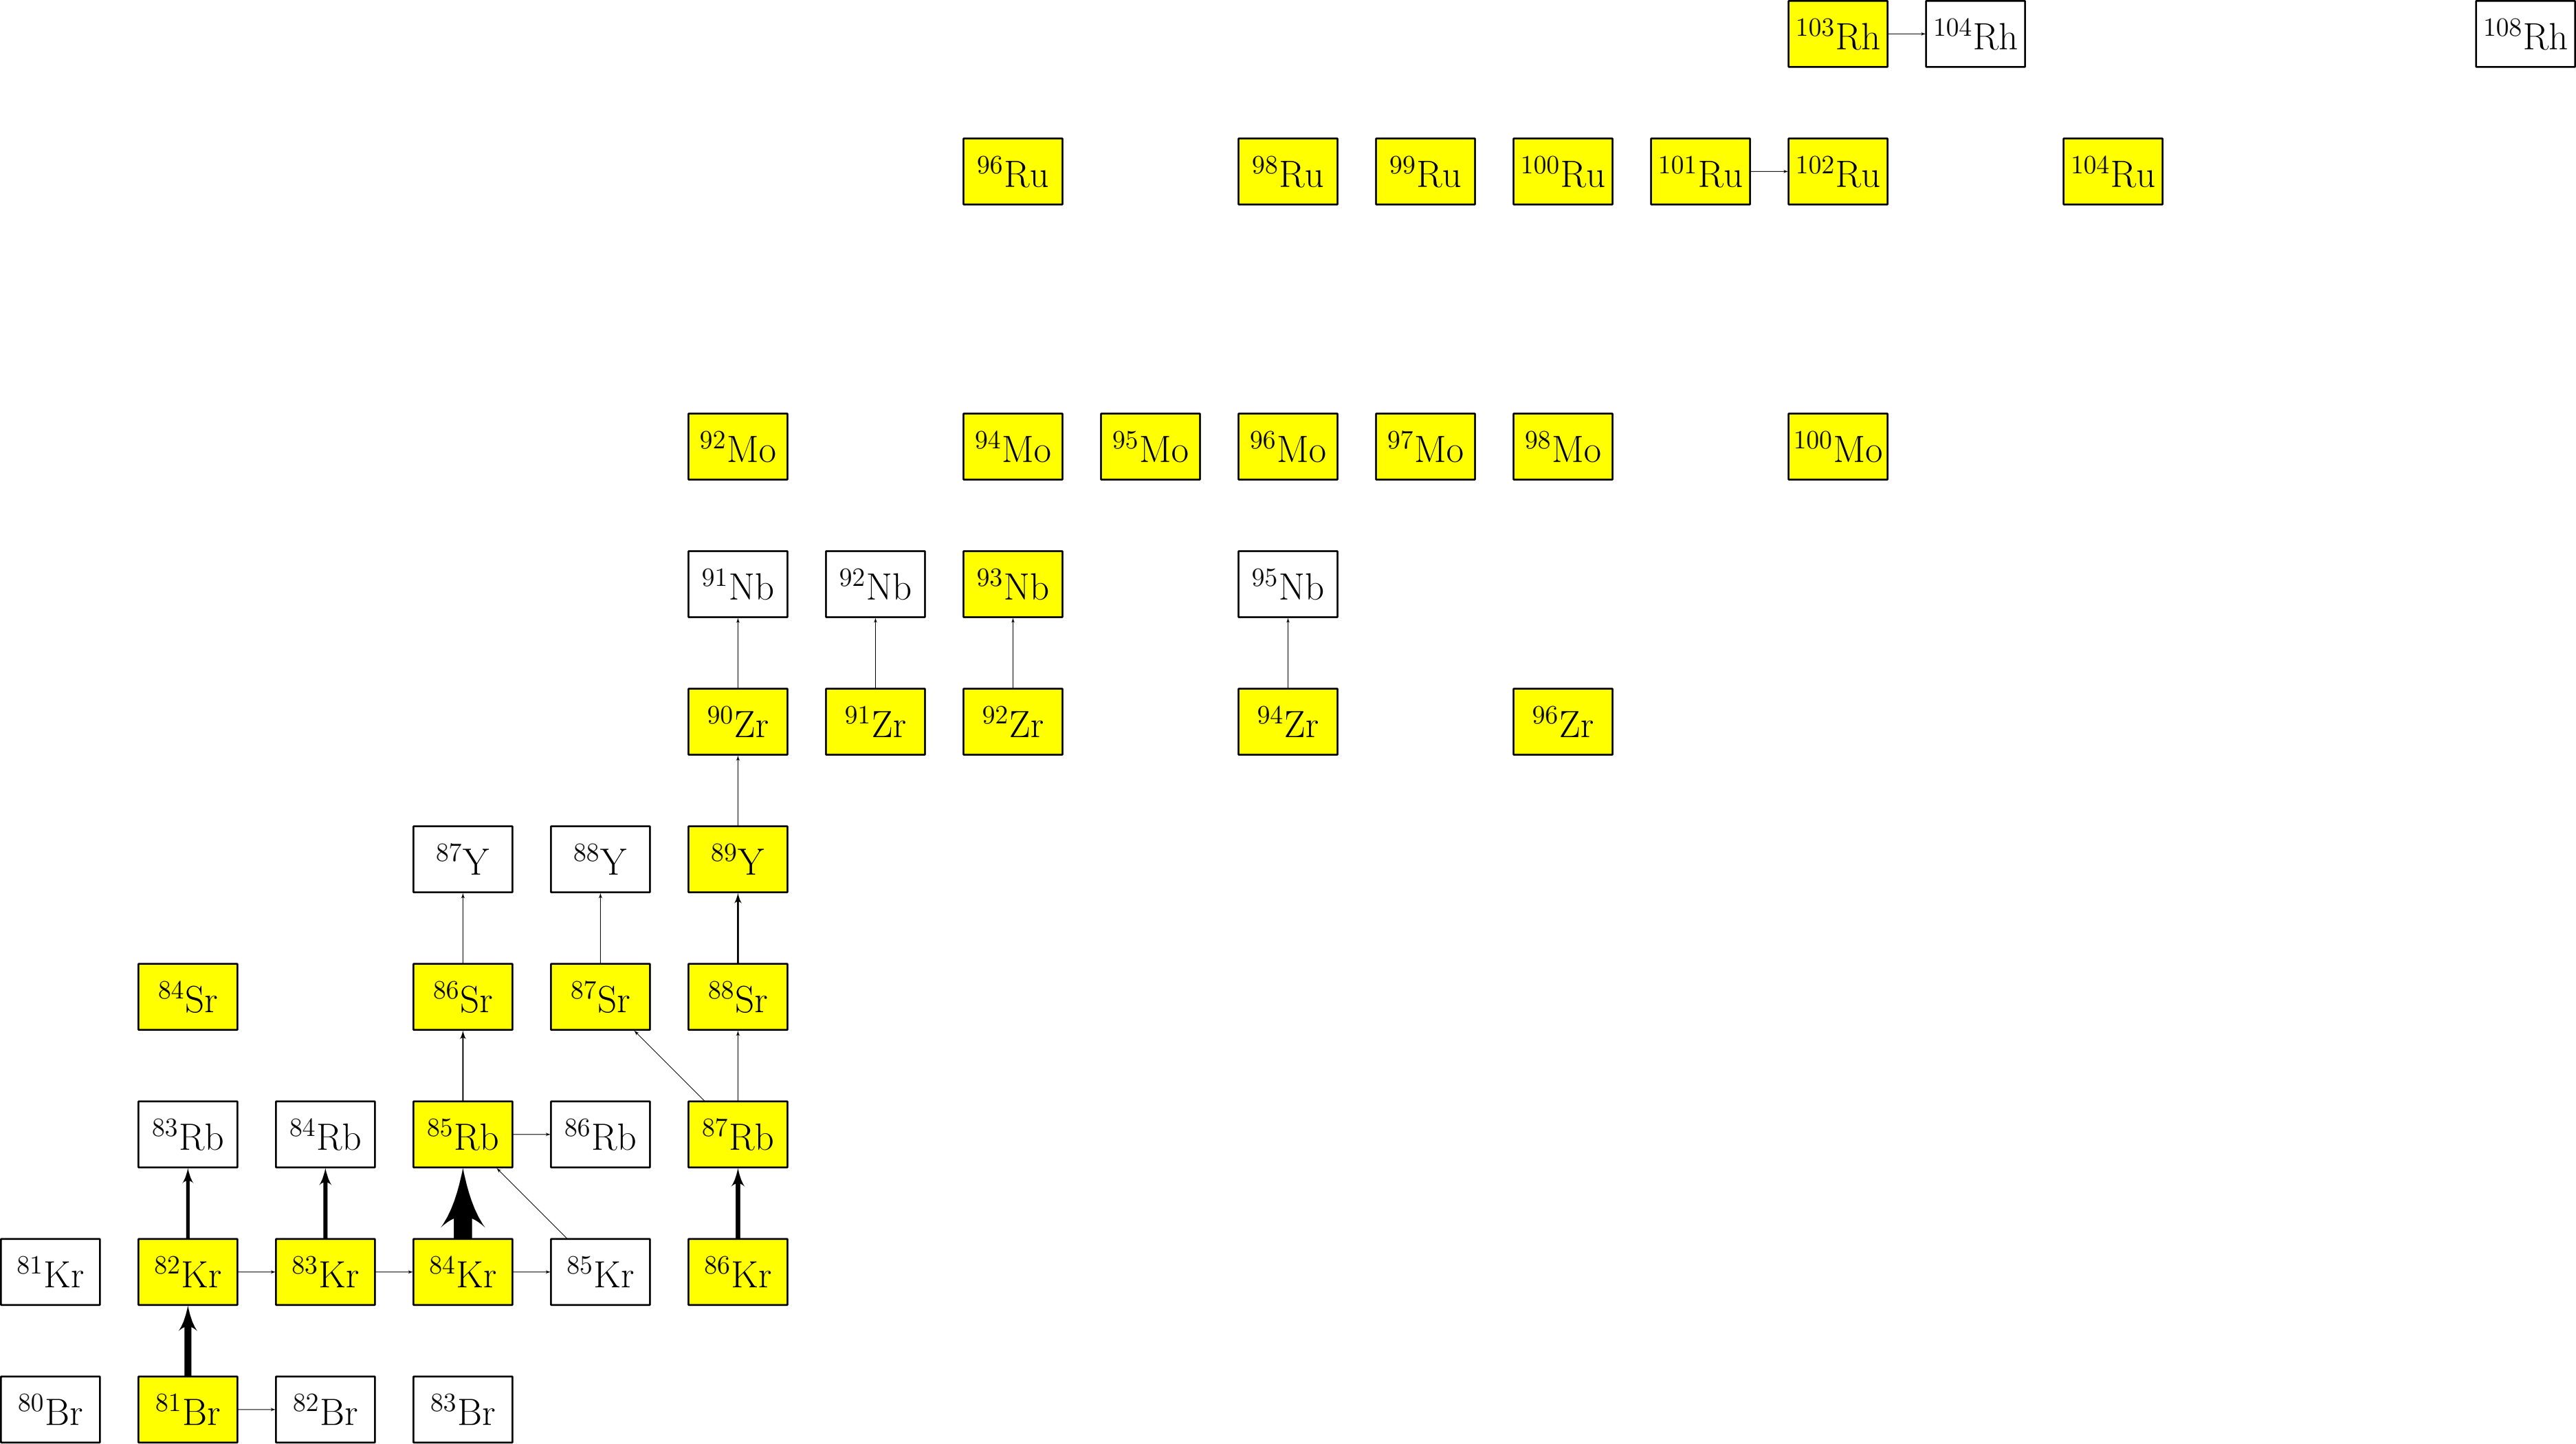 ¹⁰³Rh ¹⁰⁴Rh ¹⁰⁸Rh
⁹⁶Ru ⁹⁸Ru ⁹⁹Ru ¹⁰⁰Ru ¹⁰¹Ru ¹⁰²Ru ¹⁰⁴Ru
⁹²Mo ⁹⁴Mo ⁹⁵Mo ⁹⁶Mo ⁹⁷Mo ⁹⁸Mo ¹⁰⁰Mo
⁹¹Nb ⁹²Nb ⁹³Nb ⁹⁵Nb
⁹⁰Zr ⁹¹Zr ⁹²Zr ⁹⁴Zr ⁹⁶Zr
⁸⁷Y ⁸⁸Y ⁸⁹Y
⁸⁴Sr ⁸⁶Sr ⁸⁷Sr ⁸⁸Sr
⁸³Rb ⁸⁴Rb ⁸⁵Rb ⁸⁶Rb ⁸⁷Rb
⁸¹Kr ⁸²Kr ⁸³Kr ⁸⁴Kr ⁸⁵Kr ⁸⁶Kr
⁸⁰Br ⁸¹Br ⁸²Br ⁸³Br